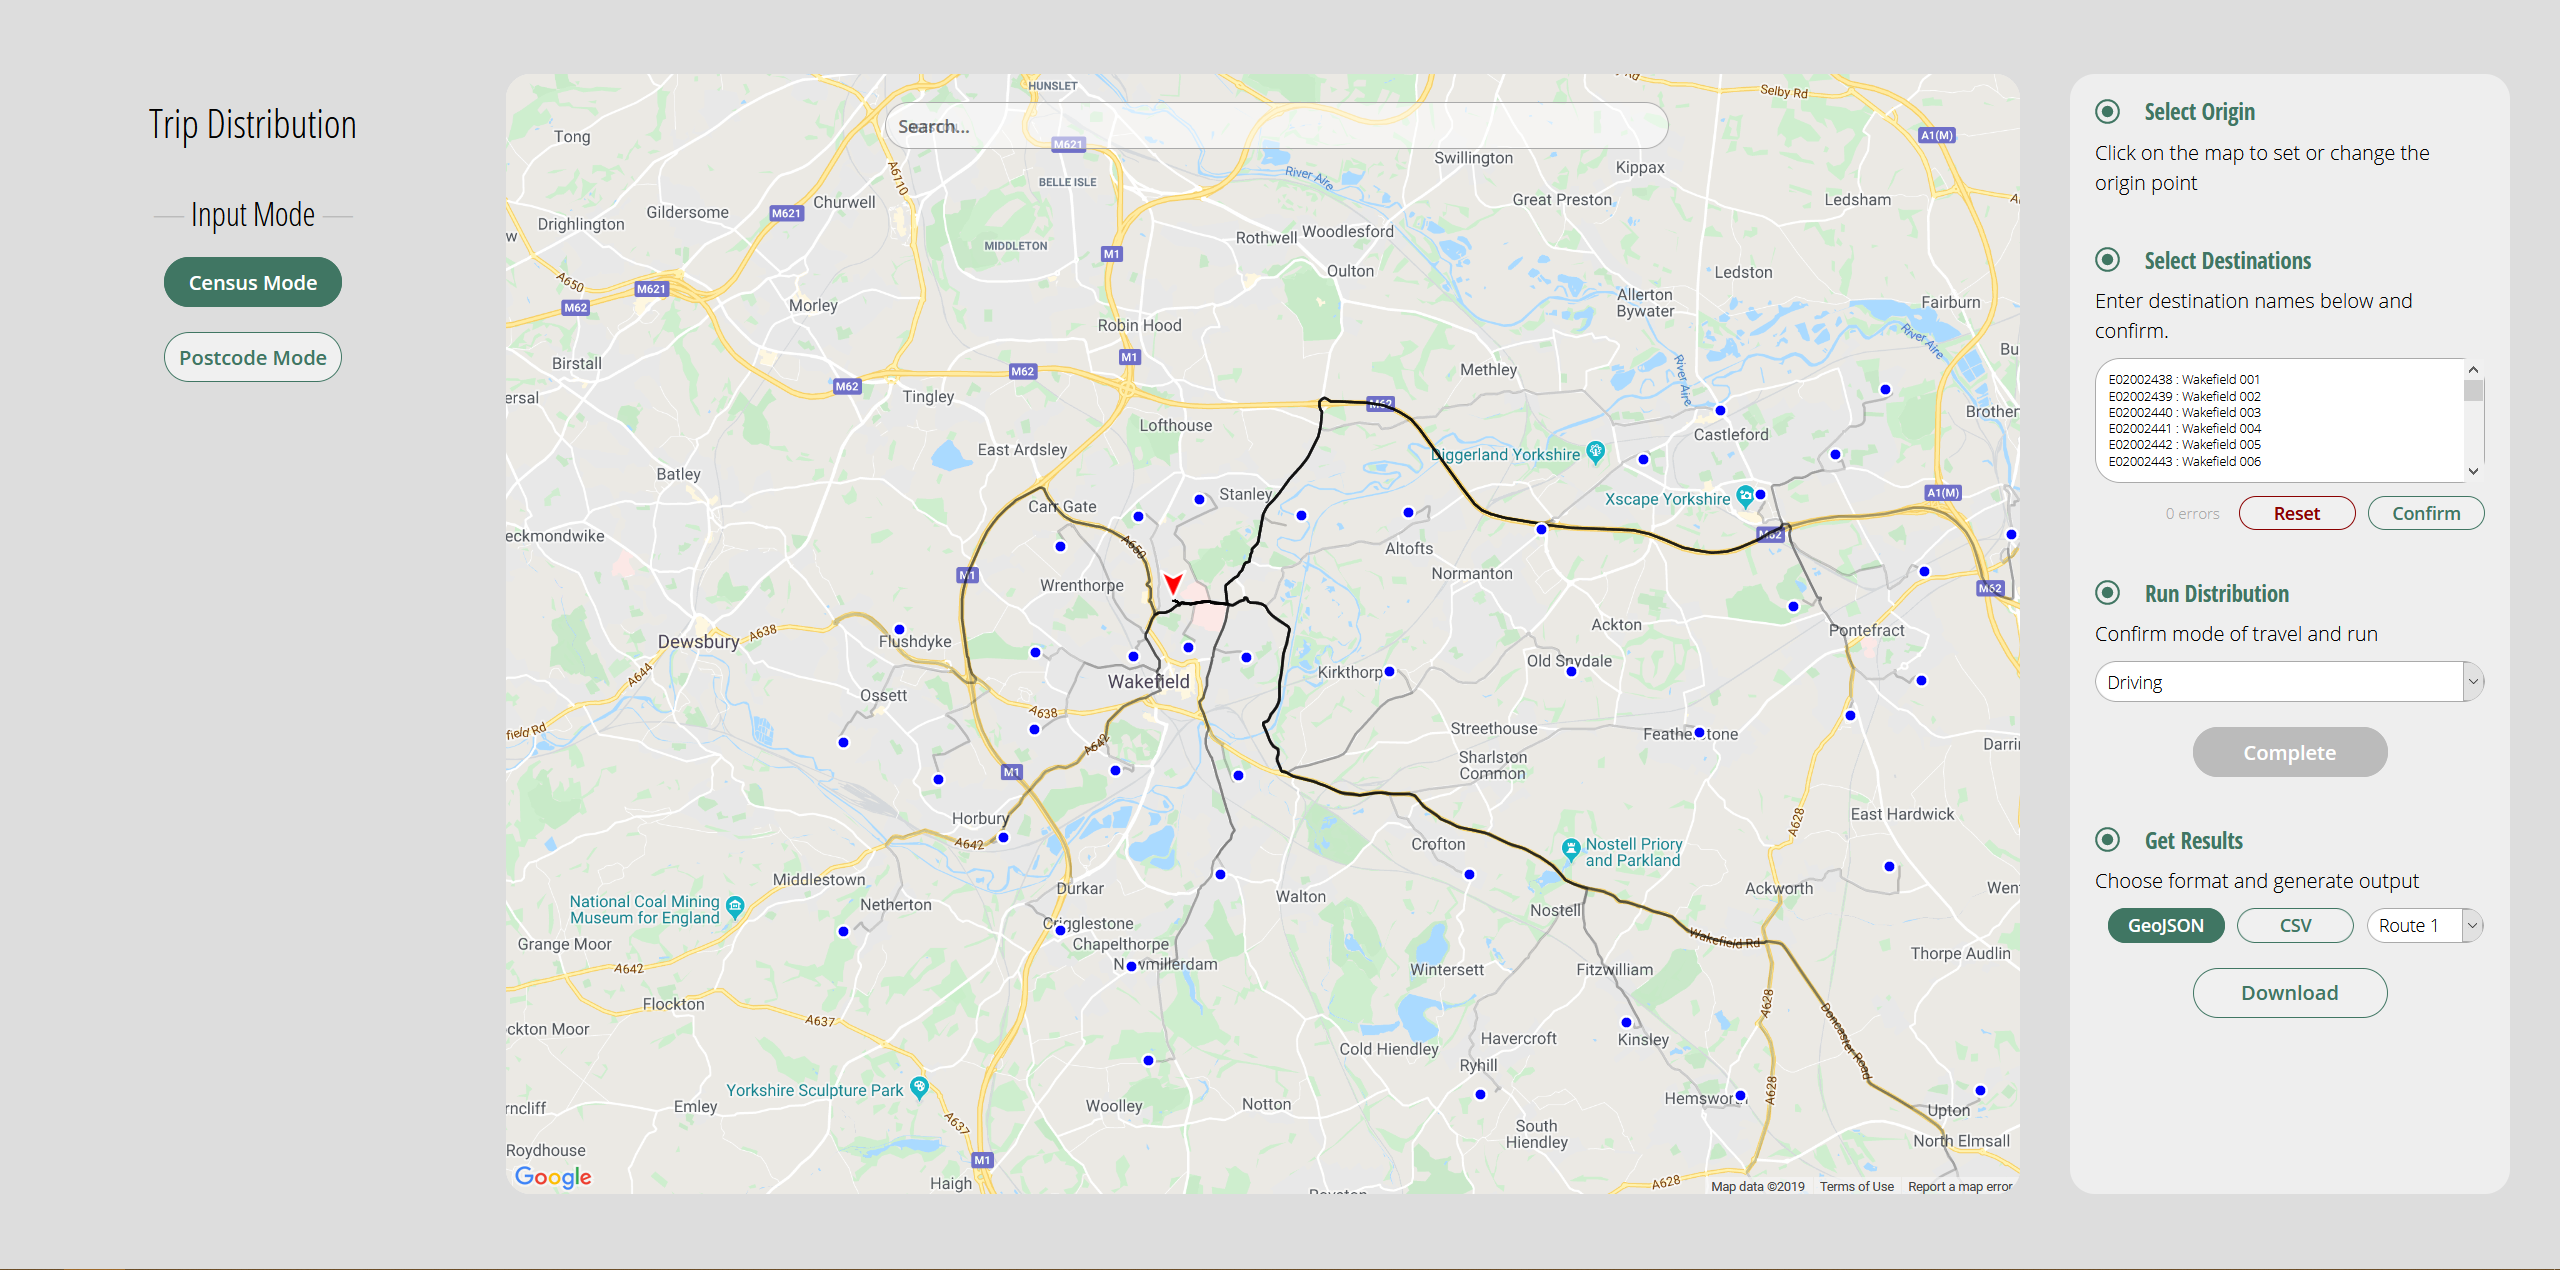 Trip Distribution
Input Mode
Census Mode
Postcode Mode
HUNSLET
Selby Rd
Tong
Search...
M621
A1(M)
Swillington
Kippax
A6110
BELLE ISLE
River Aire
Great Preston
Ledsham
Churwell
Gildersome
M621
Drighlington
MIDDLETON
M1
Rothwell
Woodlesford
Oulton
Ledston
A650
M62
M621
Morley
Allerton
Bywater
Fairburn
Robin Hood
M1
River Aire
Birstall
M62
M62
Methley
River Aire
Tingley
M62
Lofthouse
Castleford
East Ardsley
Diggerland Yorkshire
Batley
Carr Gate
Stanley
Xscape Yorkshire
A1(M)
A650
M62
Altofts
M1
Wrenthorpe
Normanton
M62
Dewsbury
A638
Flushdyke
Ackton
Pontefract
A644
Ossett
Wakefield
Kirkthorpe
Old Snydale
A638
A642
Streethouse
Featherstone
M1
Sharlston
Common
Horbury
A642
Crofton
A628
East Hardwick
Nostell Priory
and Parkland
Middlestown
Durkar
Walton
Ackworth
National Coal Mining
Museum for England
Netherton
Crigglestone
Nostell
Grange Moor
Chapelthorpe
Wakefield Rd
Thorpe Audlin
A642
Newmillerdam
Wintersett
Fitzwilliam
Flockton
A637
A628
Doncaster Road
Havercroft
Kinsley
Cold Hiendley
Ryhill
Yorkshire Sculpture Park
A628
Emley
Woolley
Notton
Hemsworth
Upton
A637
South
Hiendley
North Elmsall
Roydhouse
M1
Haigh
A628
Google
Map data ©2019
Terms of Use
Report a map error
Select Origin
Click on the map to set or change the
origin point
Select Destinations
Enter destination names below and
confirm.
E02002438 : Wakefield 001
E02002439 : Wakefield 002
E02002440 : Wakefield 003
E02002441 : Wakefield 004
E02002442 : Wakefield 005
E02002443 : Wakefield 006
0 errors
Reset
Confirm
Run Distribution
Confirm mode of travel and run
Driving
Complete
Get Results
Choose format and generate output
GeoJSON
CSV
Route 1
Download